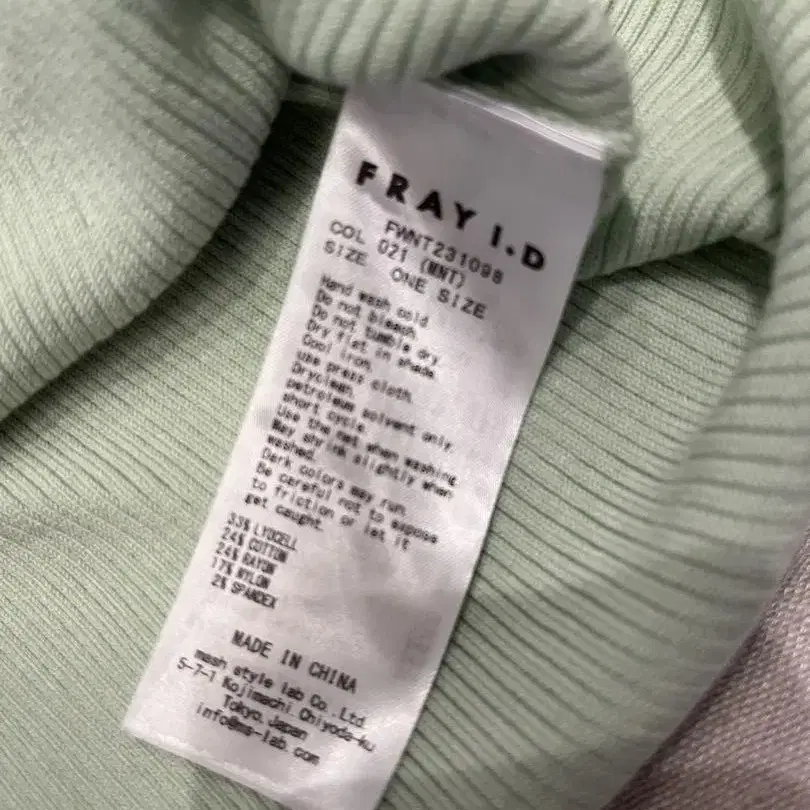 FRAY I.D
FWNT231098
COL 021 (MNT)
SIZE ONE SIZE
Hand wash cold
Do not bleach.
Do not tumble dry.
Dry flat in shade.
Cool iron.
use press cloth.
Dryclean.
petroleum solvent only.
short cycle.
Use the net when washing
May shrink slightly when
washed.
Dark colors may run.
Be careful not to expose
to friction or let it
get caught.
33% LYOCELL
24% COTTON
24% RAYON
17% NYLON
2% SPANDEX
MADE IN CHINA
mash style lab Co.,Ltd.
5-7-1 Kojimachi Chiyoda-ku
Tokyo.Japan
info@ms-lab.com